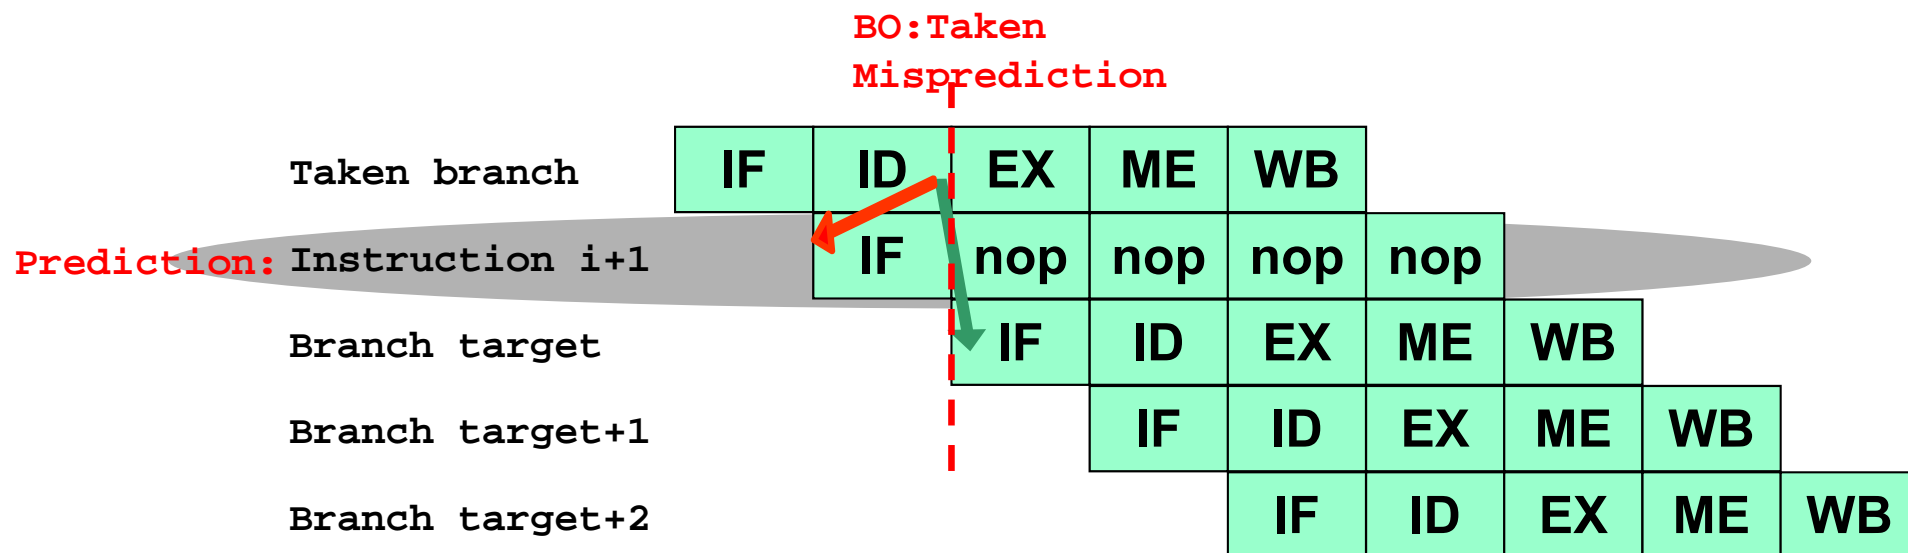 BO:Taken
Misprediction
Taken branch IF ID EX ME WB
Prediction: Instruction i+1 IF nop nop nop nop
Branch target IF ID EX ME WB
Branch target+1 IF ID EX ME WB
Branch target+2 IF ID EX ME WB